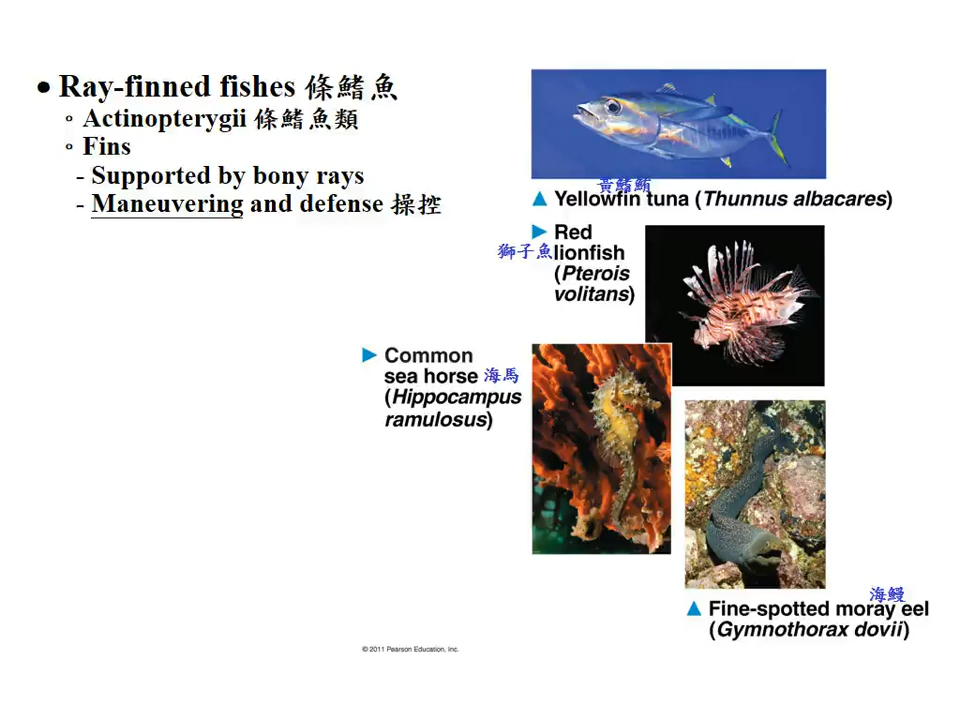 • Ray-finned fishes 條鰭魚
∘ Actinopterygii 條鰭魚類
∘ Fins
- Supported by bony rays
- Maneuvering and defense 操控
黃鰭鮪
▲ Yellowfin tuna (Thunnus albacares)
▶ Red
獅子魚 lionfish
(Pterois
volitans)
▶ Common
sea horse 海馬
(Hippocampus
ramulosus)
海鰻
▲ Fine-spotted moray eel
(Gymnothorax dovii)
© 2011 Pearson Education, Inc.